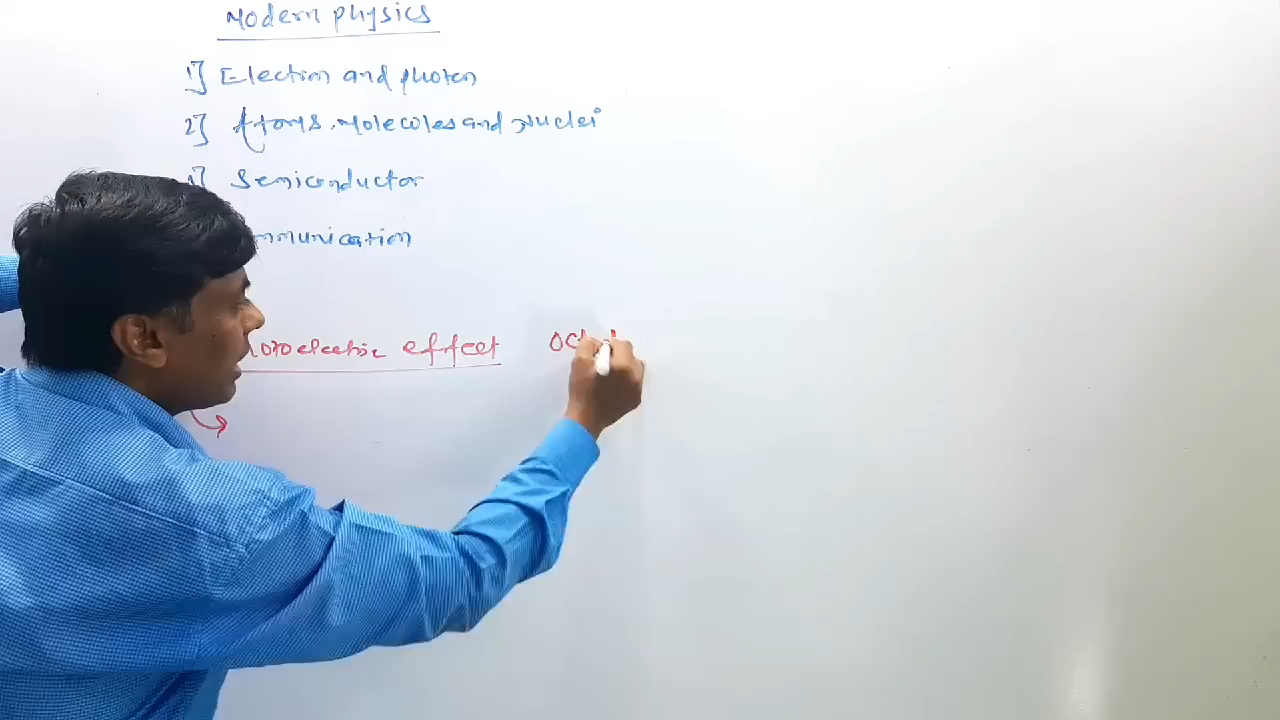 Modern physics
1] Electron and photon
2] Atoms, Molecules and Nuclei
Semiconductor
mmunication
otoelectric effect